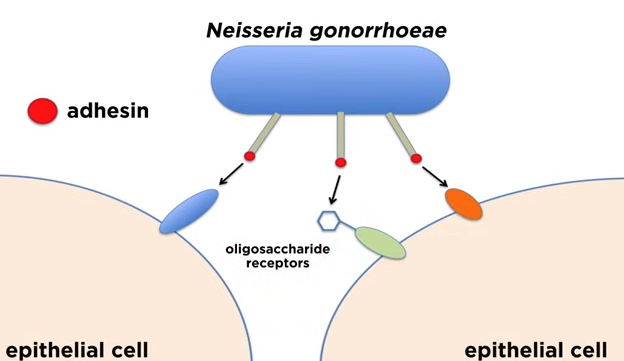 Neisseria gonorrhoeae
adhesin
oligosaccharide
receptors
epithelial cell
epithelial cell